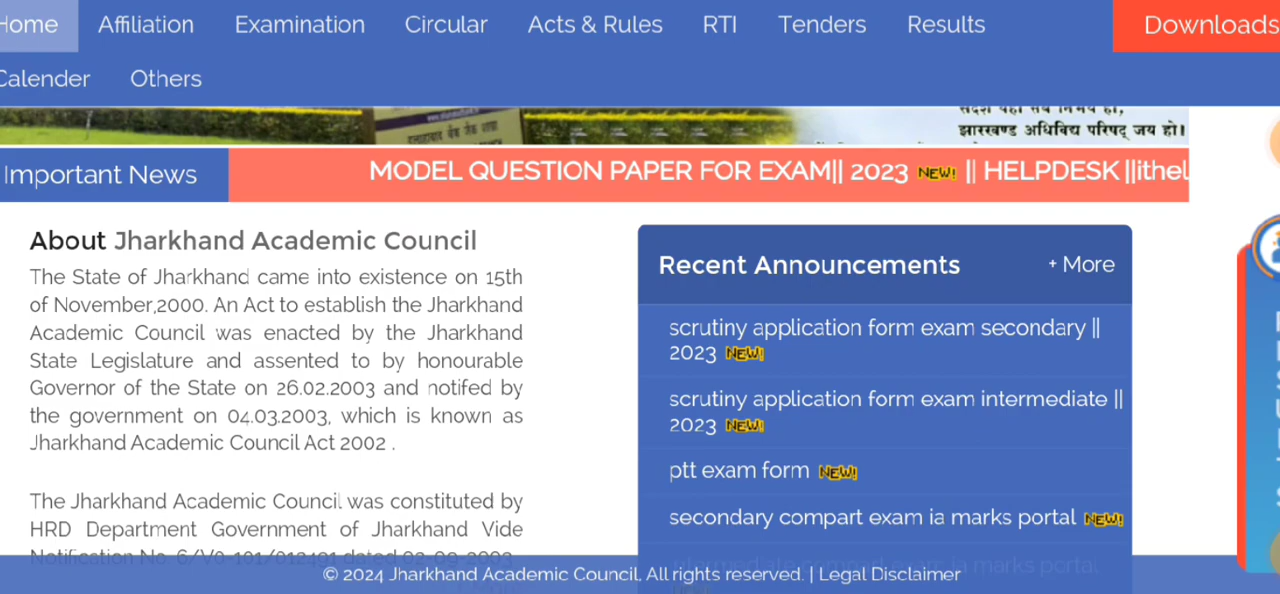 Home Affiliation Examination Circular Acts & Rules RTI Tenders Results Downloads
Calender Others
झारखण्ड अधिविद्य परिषद् जय हो।
Important News
MODEL QUESTION PAPER FOR EXAM|| 2023 NEW! || HELPDESK ||ithel
About Jharkhand Academic Council
The State of Jharkhand came into existence on 15th
of November,2000. An Act to establish the Jharkhand
Academic Council was enacted by the Jharkhand
State Legislature and assented to by honourable
Governor of the State on 26.02.2003 and notifed by
the government on 04.03.2003, which is known as
Jharkhand Academic Council Act 2002 .
The Jharkhand Academic Council was constituted by
HRD Department Government of Jharkhand Vide
Recent Announcements + More
scrutiny application form exam secondary ||
2023 NEW!
scrutiny application form exam intermediate ||
2023 NEW!
ptt exam form NEW!
secondary compart exam ia marks portal NEW!
© 2024 Jharkhand Academic Council. All rights reserved. | Legal Disclaimer